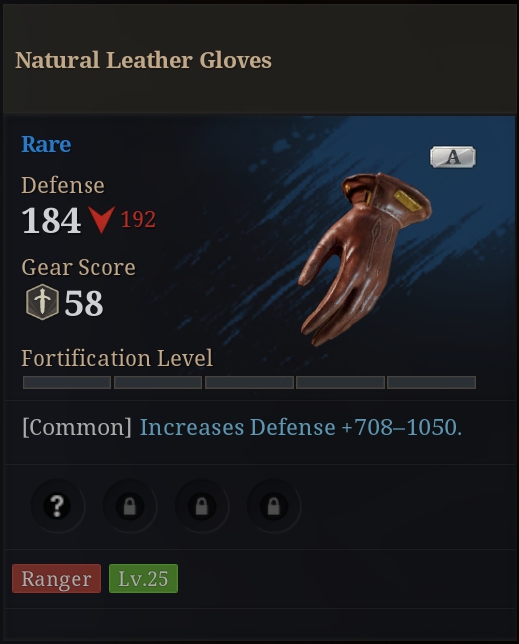 Natural Leather Gloves
Rare
A
Defense
184 192
Gear Score
58
Fortification Level
[Common] Increases Defense +708–1050.
?
Ranger Lv.25